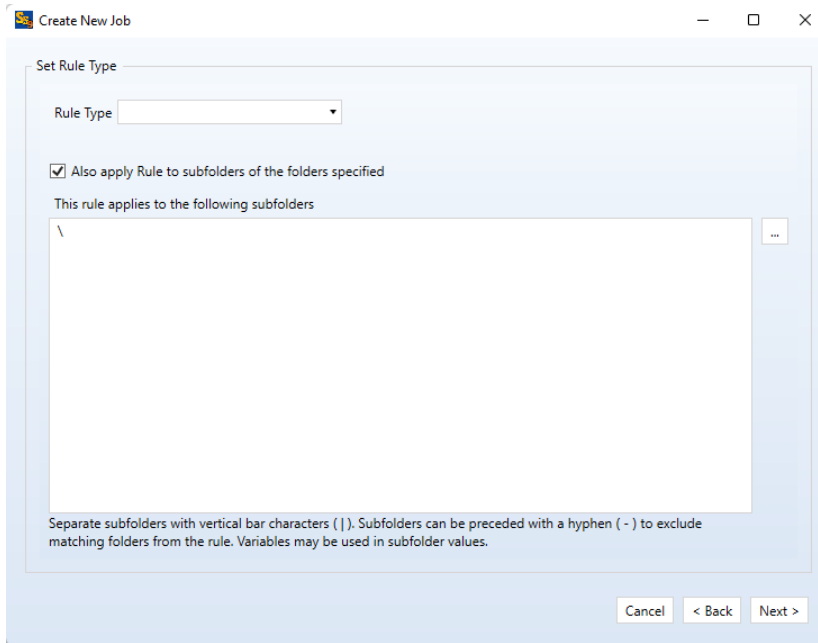 Create New Job
Set Rule Type
Rule Type
Also apply Rule to subfolders of the folders specified
This rule applies to the following subfolders
\
...
Separate subfolders with vertical bar characters ( | ). Subfolders can be preceded with a hyphen ( - ) to exclude
matching folders from the rule. Variables may be used in subfolder values.
Cancel
< Back
Next >